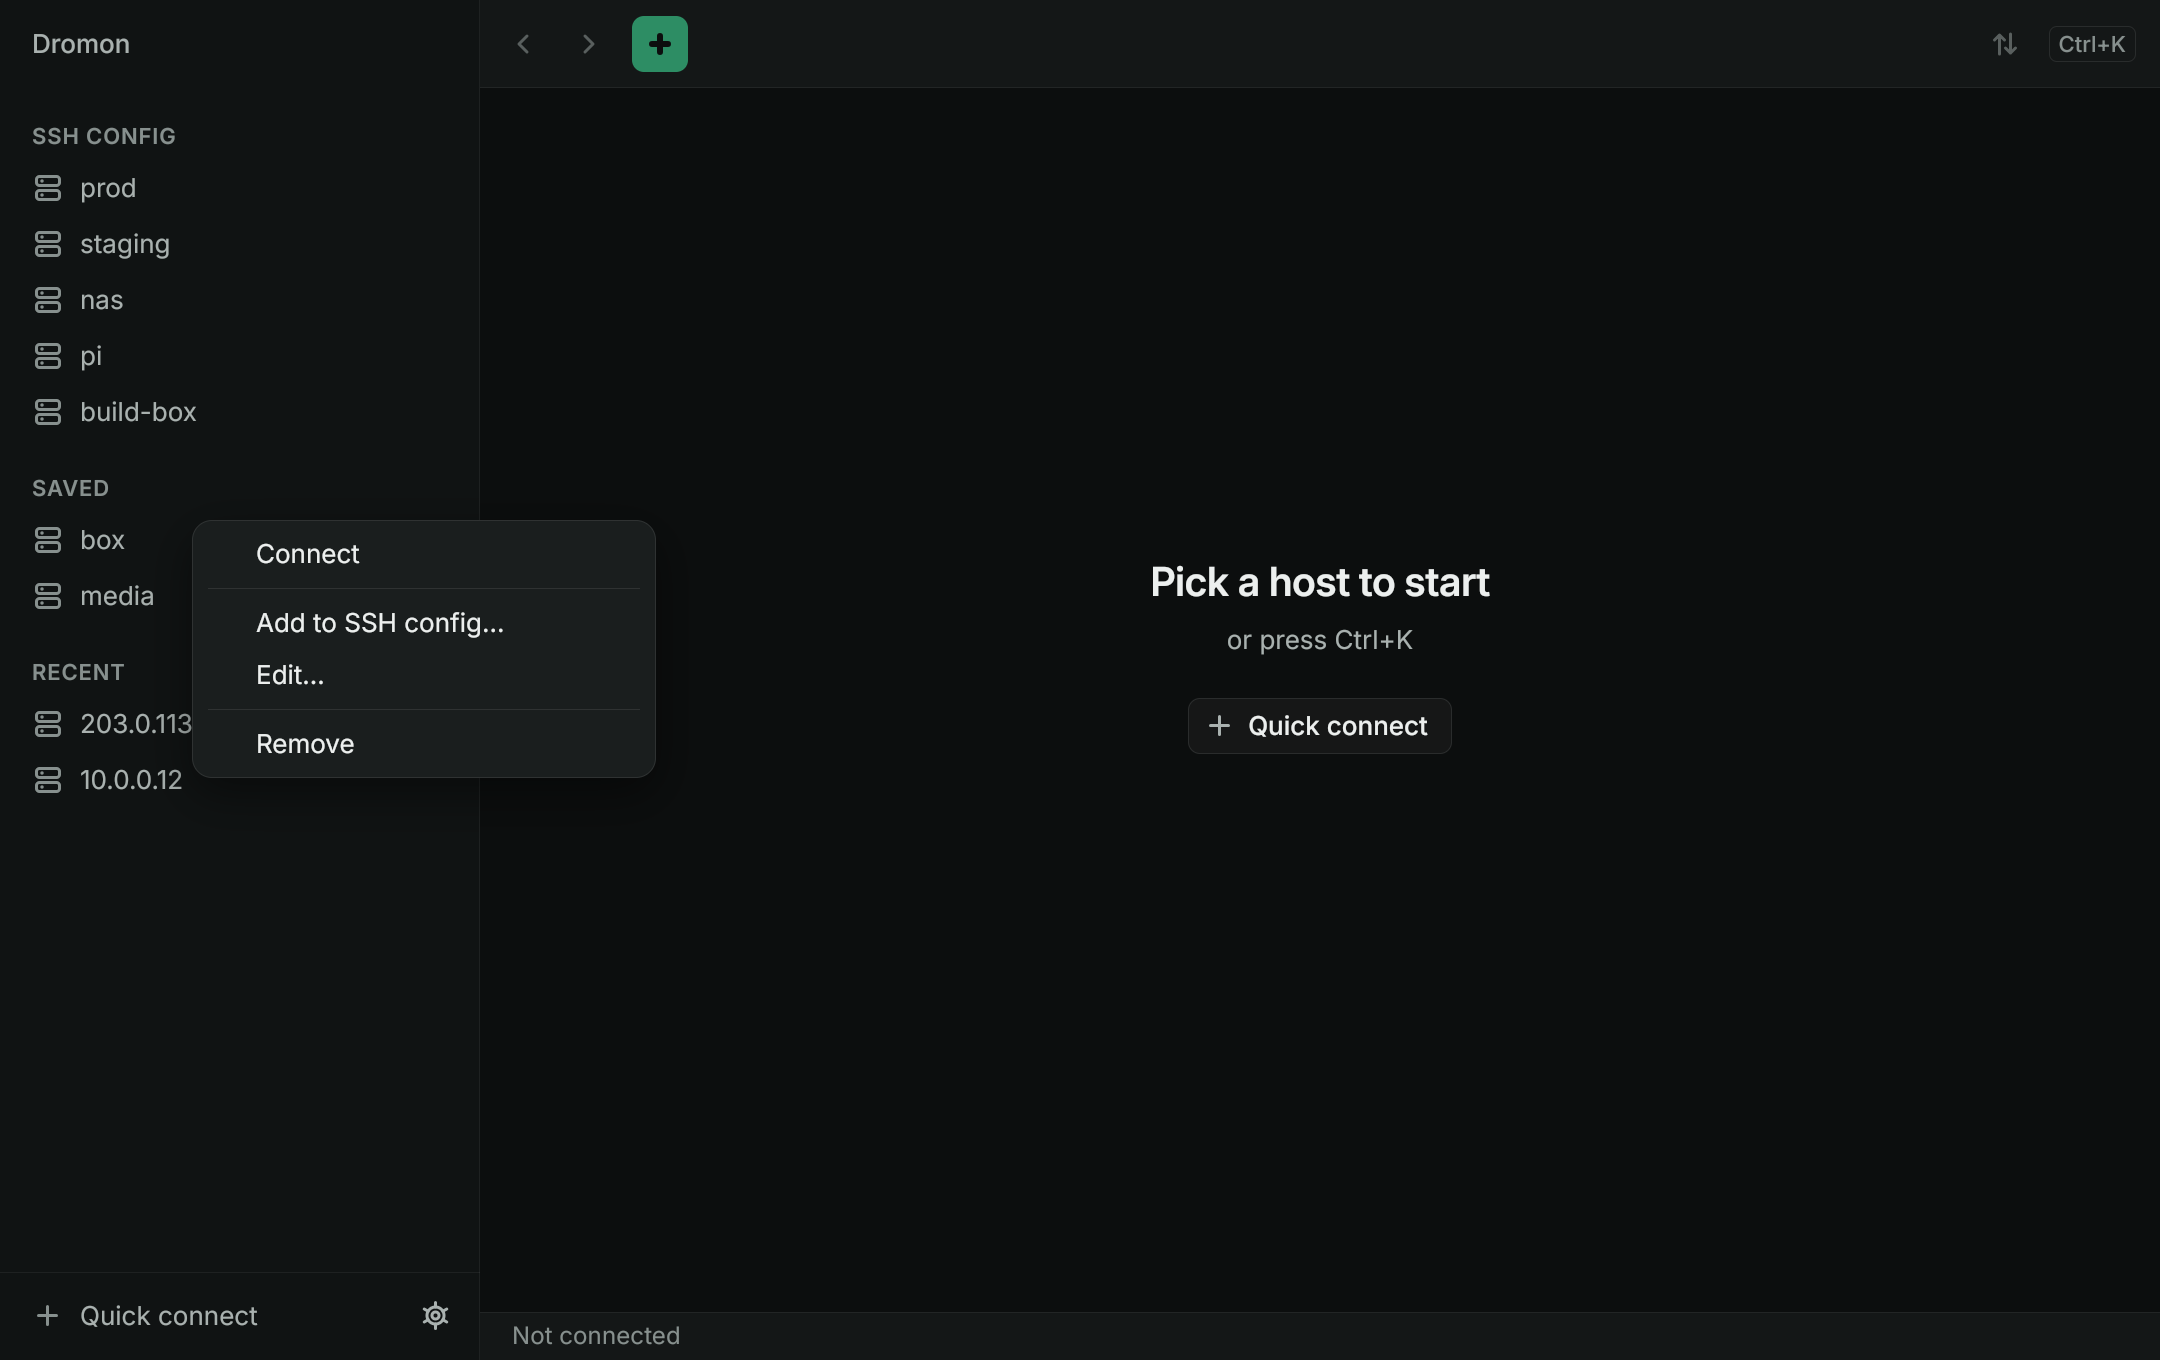 Dromon
Ctrl+K
SSH CONFIG
prod
staging
nas
pi
build-box
SAVED
box
media
RECENT
203.0.113
10.0.0.12
Connect
Add to SSH config...
Edit...
Remove
Pick a host to start
or press Ctrl+K
Quick connect
Quick connect
Not connected